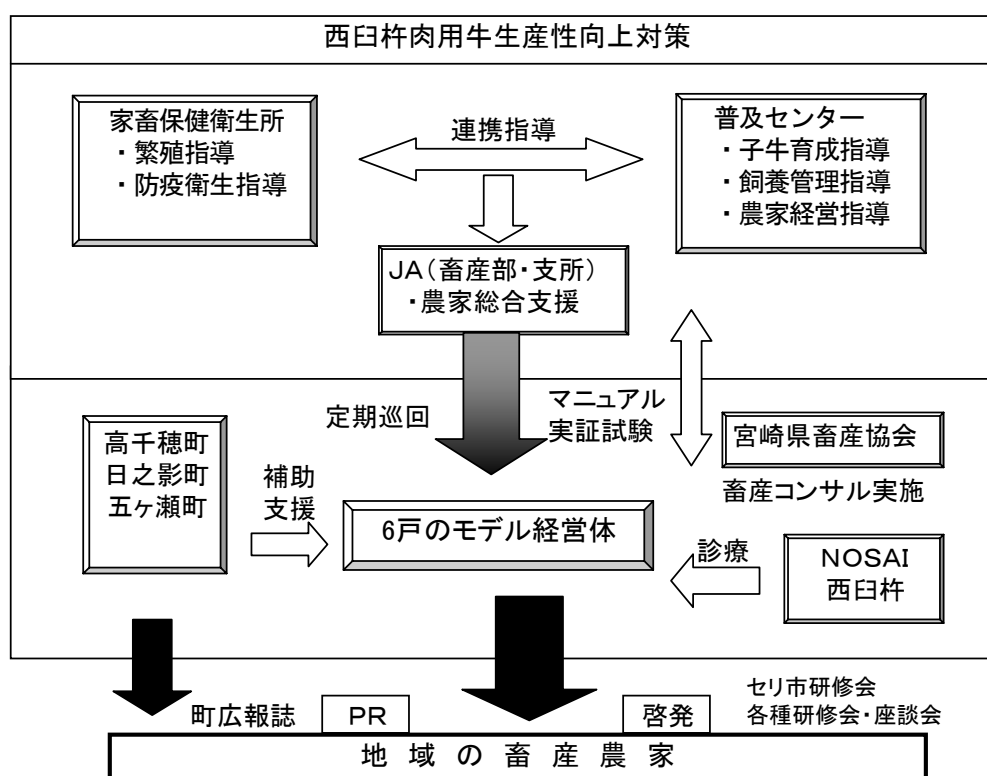 西臼杵肉用牛生産性向上対策
家畜保健衛生所
・繁殖指導
・防疫衛生指導
連携指導
普及センター
・子牛育成指導
・飼養管理指導
・農家経営指導
JA(畜産部・支所)
・農家総合支援
定期巡回
マニュアル
実証試験
宮崎県畜産協会
畜産コンサル実施
高千穂町
日之影町
五ヶ瀬町
補助
支援
6戸のモデル経営体
診療
NOSAI
西臼杵
町広報誌
PR
啓発
セリ市研修会
各種研修会・座談会
地域の畜産農家